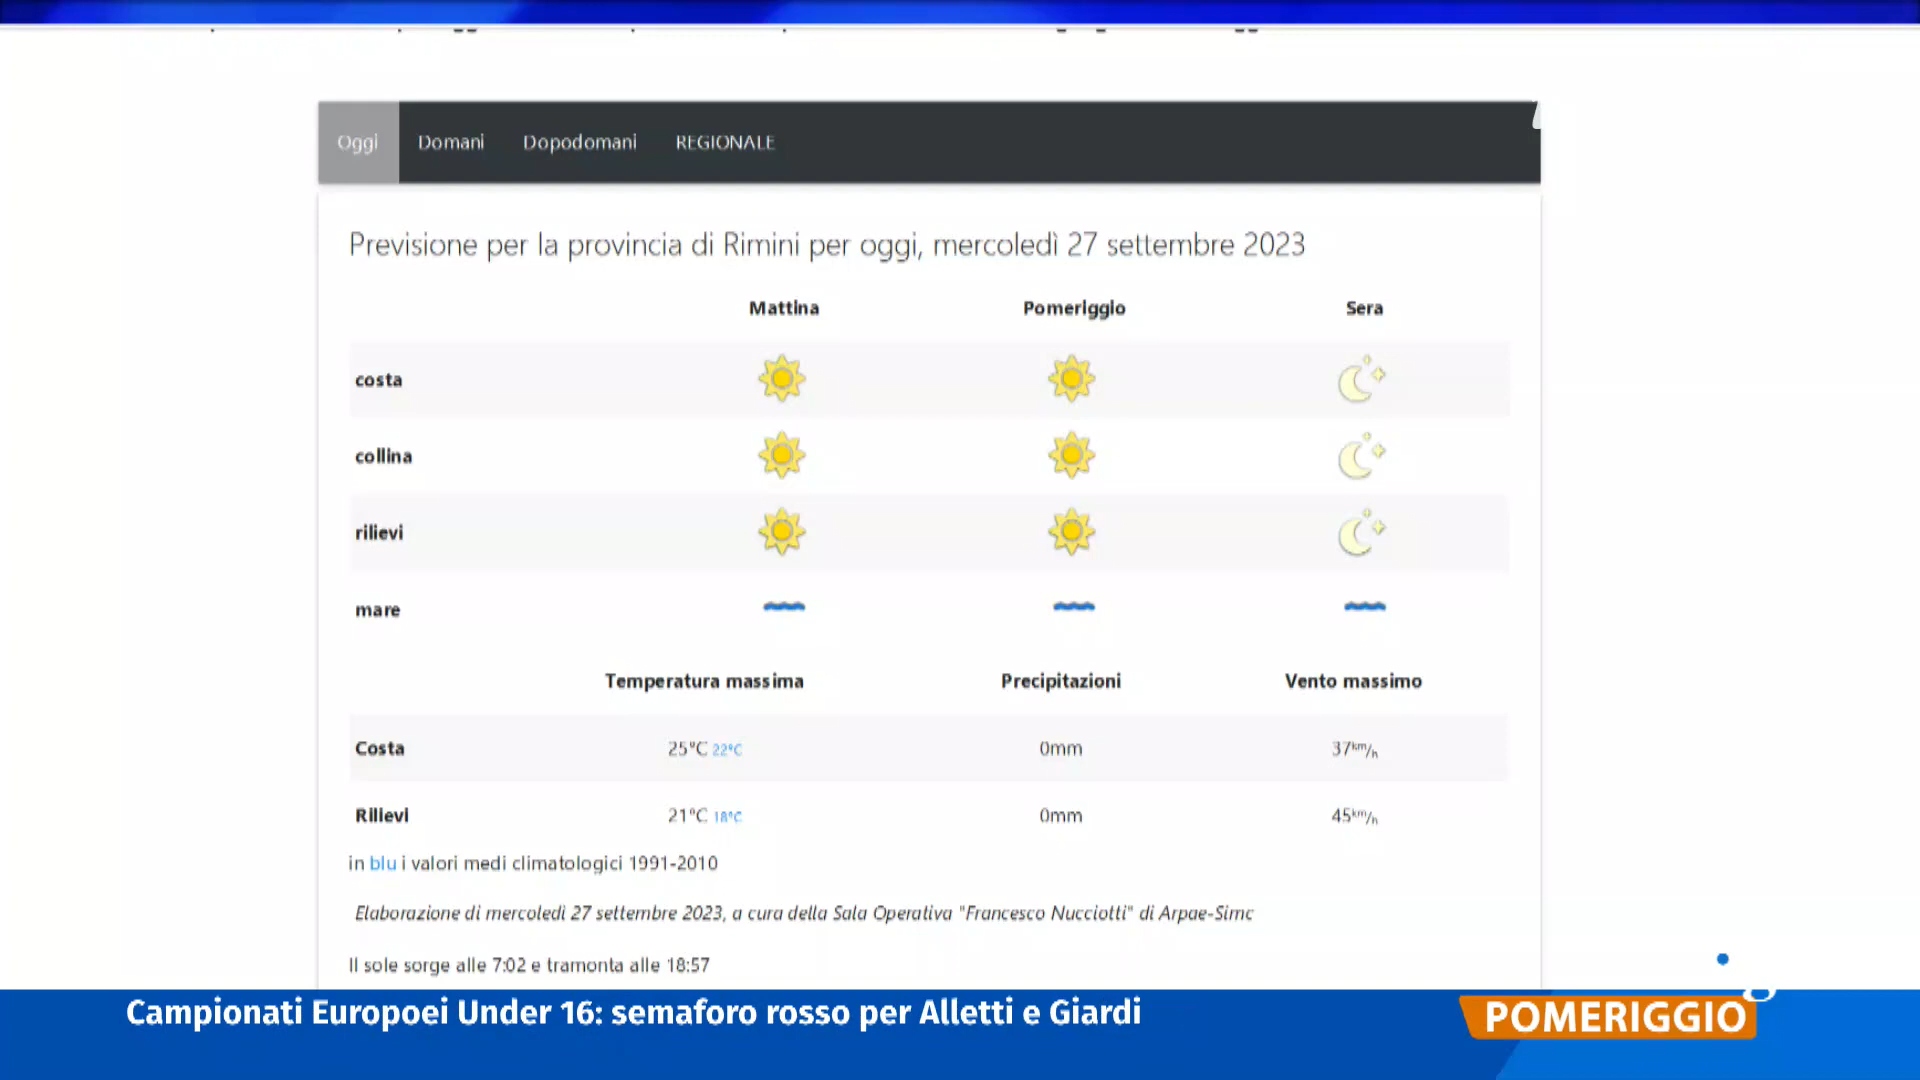 Oggi Domani Dopodomani REGIONALE
Previsione per la provincia di Rimini per oggi, mercoledì 27 settembre 2023
Mattina Pomeriggio Sera
costa
collina
rilievi
mare
Temperatura massima Precipitazioni Vento massimo
Costa 25°C 22°C 0mm 37km/h
Rilievi 21°C 18°C 0mm 45km/h
in blu i valori medi climatologici 1991-2010
Elaborazione di mercoledì 27 settembre 2023, a cura della Sala Operativa "Francesco Nucciotti" di Arpae-Simc
Il sole sorge alle 7:02 e tramonta alle 18:57
Campionati Europoei Under 16: semaforo rosso per Alletti e Giardi
POMERIGGIO